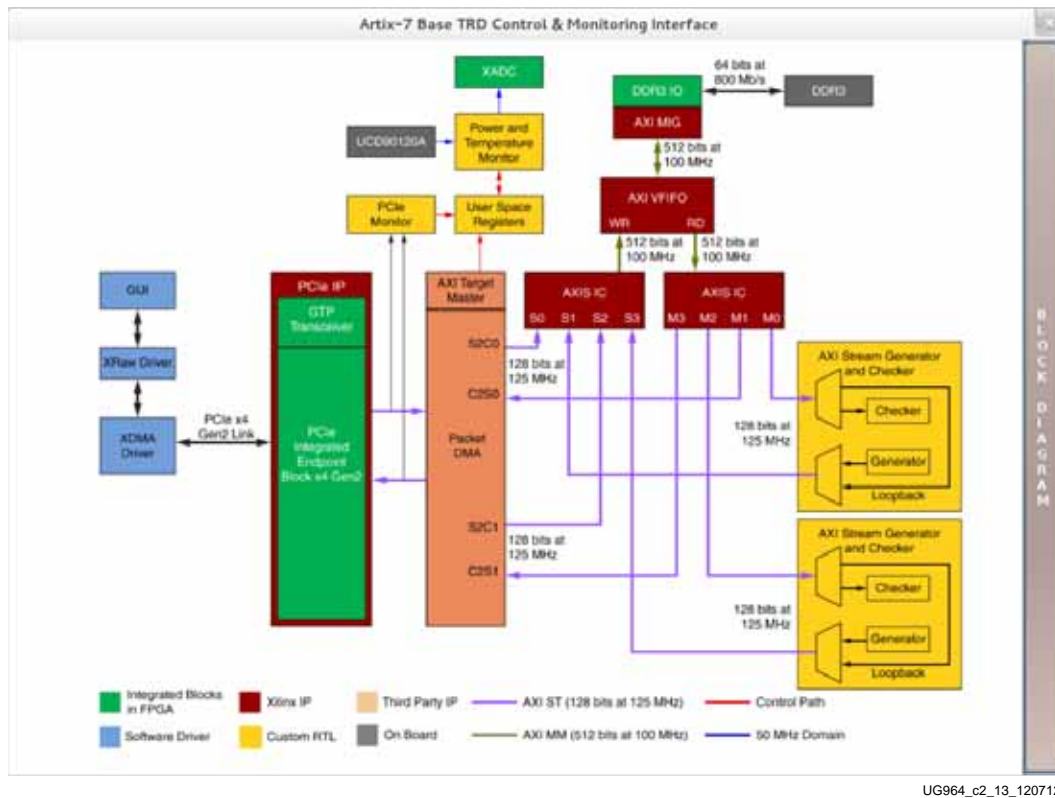 Artix-7 Base TRD Control & Monitoring Interface
XADC
UCD90120A
Power and
Temperature
Monitor
PCIe
Monitor
User Space
Registers
DDR3 IO
AXI MIG
64 bits at
800 Mb/s
DDR3
512 bits at
100 MHz
AXI VFIFO
WR
RD
512 bits at
100 MHz
512 bits at
100 MHz
GUI
XRaw Driver
XDMA
Driver
PCIe x4
Gen2 Link
PCIe IP
GTP
Transceiver
PCIe
Integrated
Endpoint
Block x4 Gen2
AXI Target
Master
S2C0
C2S0
Packet
DMA
S2C1
C2S1
AXIS IC
S0 S1 S2 S3
AXIS IC
M3 M2 M1 M0
128 bits at
125 MHz
128 bits at
125 MHz
128 bits at
125 MHz
AXI Stream Generator
and Checker
Checker
Generator
Loopback
128 bits at
125 MHz
AXI Stream Generator
and Checker
Checker
Generator
Loopback
BLOCK DIAGRAM
Integrated Blocks
in FPGA
Xilinx IP
Third Party IP
AXI ST (128 bits at 125 MHz)
Control Path
Software Driver
Custom RTL
On Board
AXI MM (512 bits at 100 MHz)
50 MHz Domain
UG964_c2_13_120712